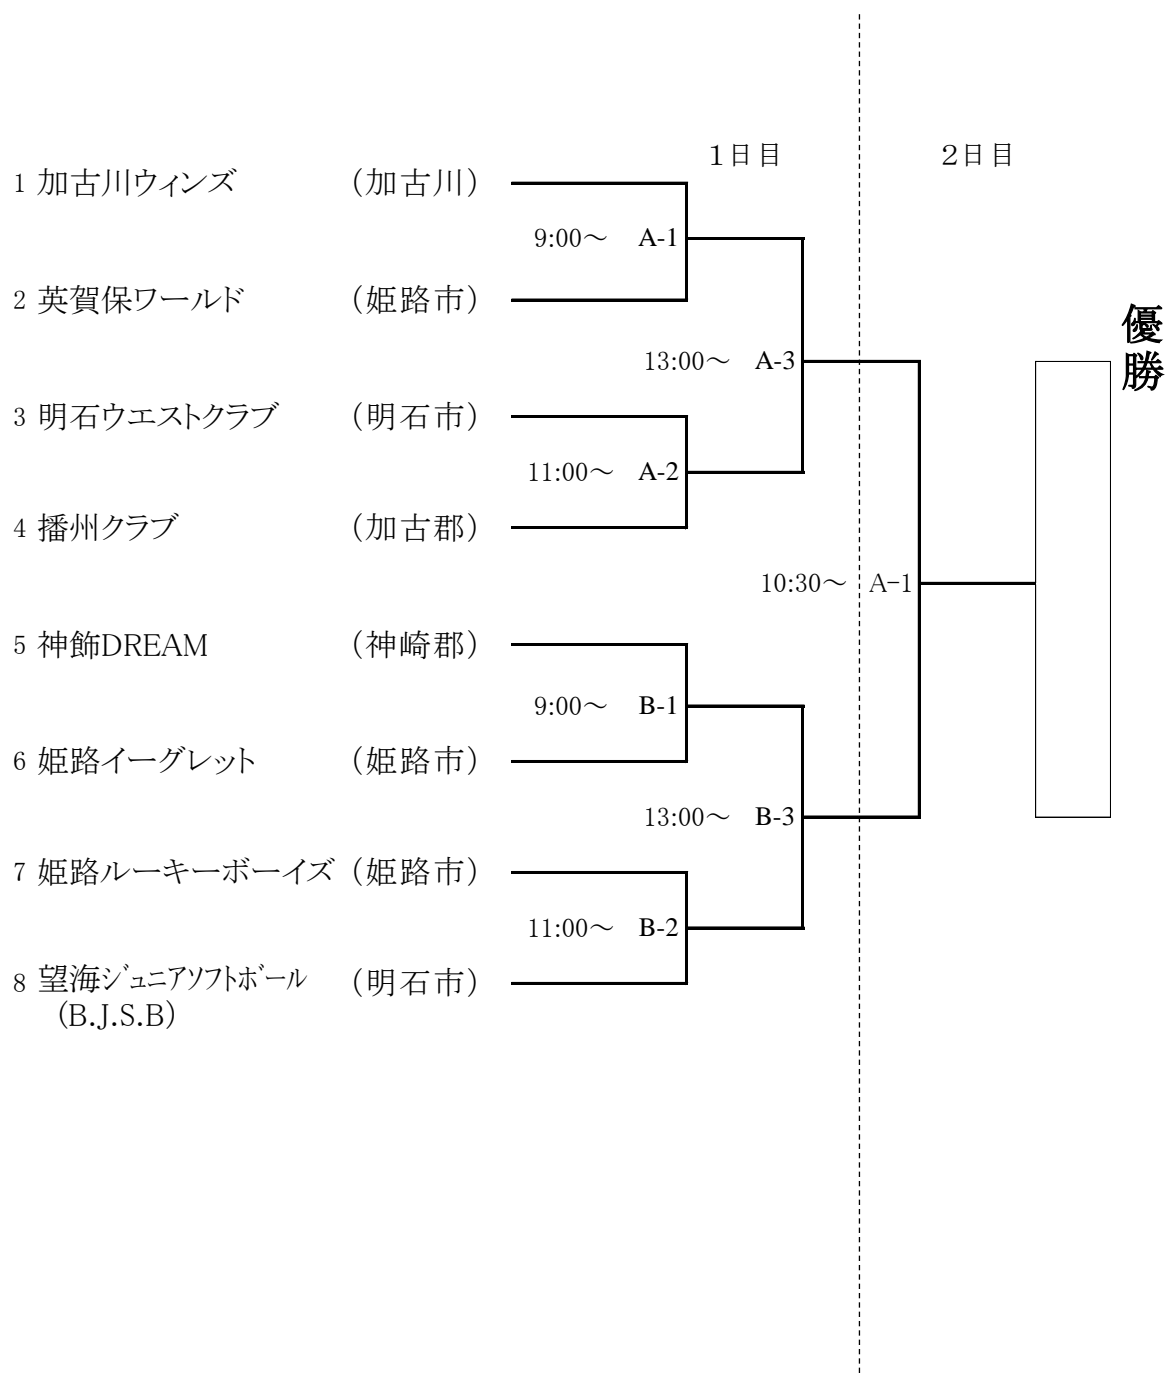 1日目 2日目
1 加古川ウィンズ (加古川)
9:00～ A-1
2 英賀保ワールド (姫路市)
優勝
13:00～ A-3
3 明石ウエストクラブ (明石市)
11:00～ A-2
4 播州クラブ (加古郡)
10:30～ A-1
5 神飾DREAM (神崎郡)
9:00～ B-1
6 姫路イーグレット (姫路市)
13:00～ B-3
7 姫路ルーキーボーイズ (姫路市)
11:00～ B-2
8 望海ｼﾞｭﾆｱｿﾌﾄﾎﾞｰﾙ (明石市)
(B.J.S.B)